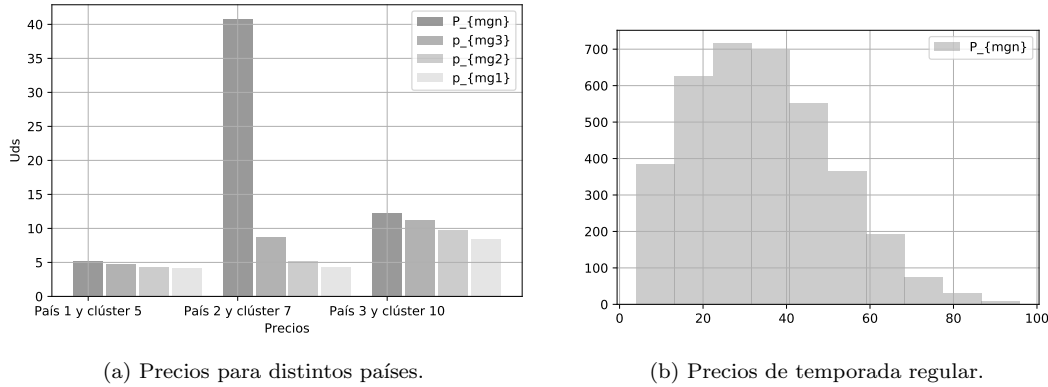 40
35
30
25
20
15
10
5
0
Uds
P_{mgn}
p_{mg3}
p_{mg2}
p_{mg1}
País 1 y clúster 5
País 2 y clúster 7
País 3 y clúster 10
Precios
(a) Precios para distintos países.
700
600
500
400
300
200
100
0
P_{mgn}
0
20
40
60
80
100
(b) Precios de temporada regular.